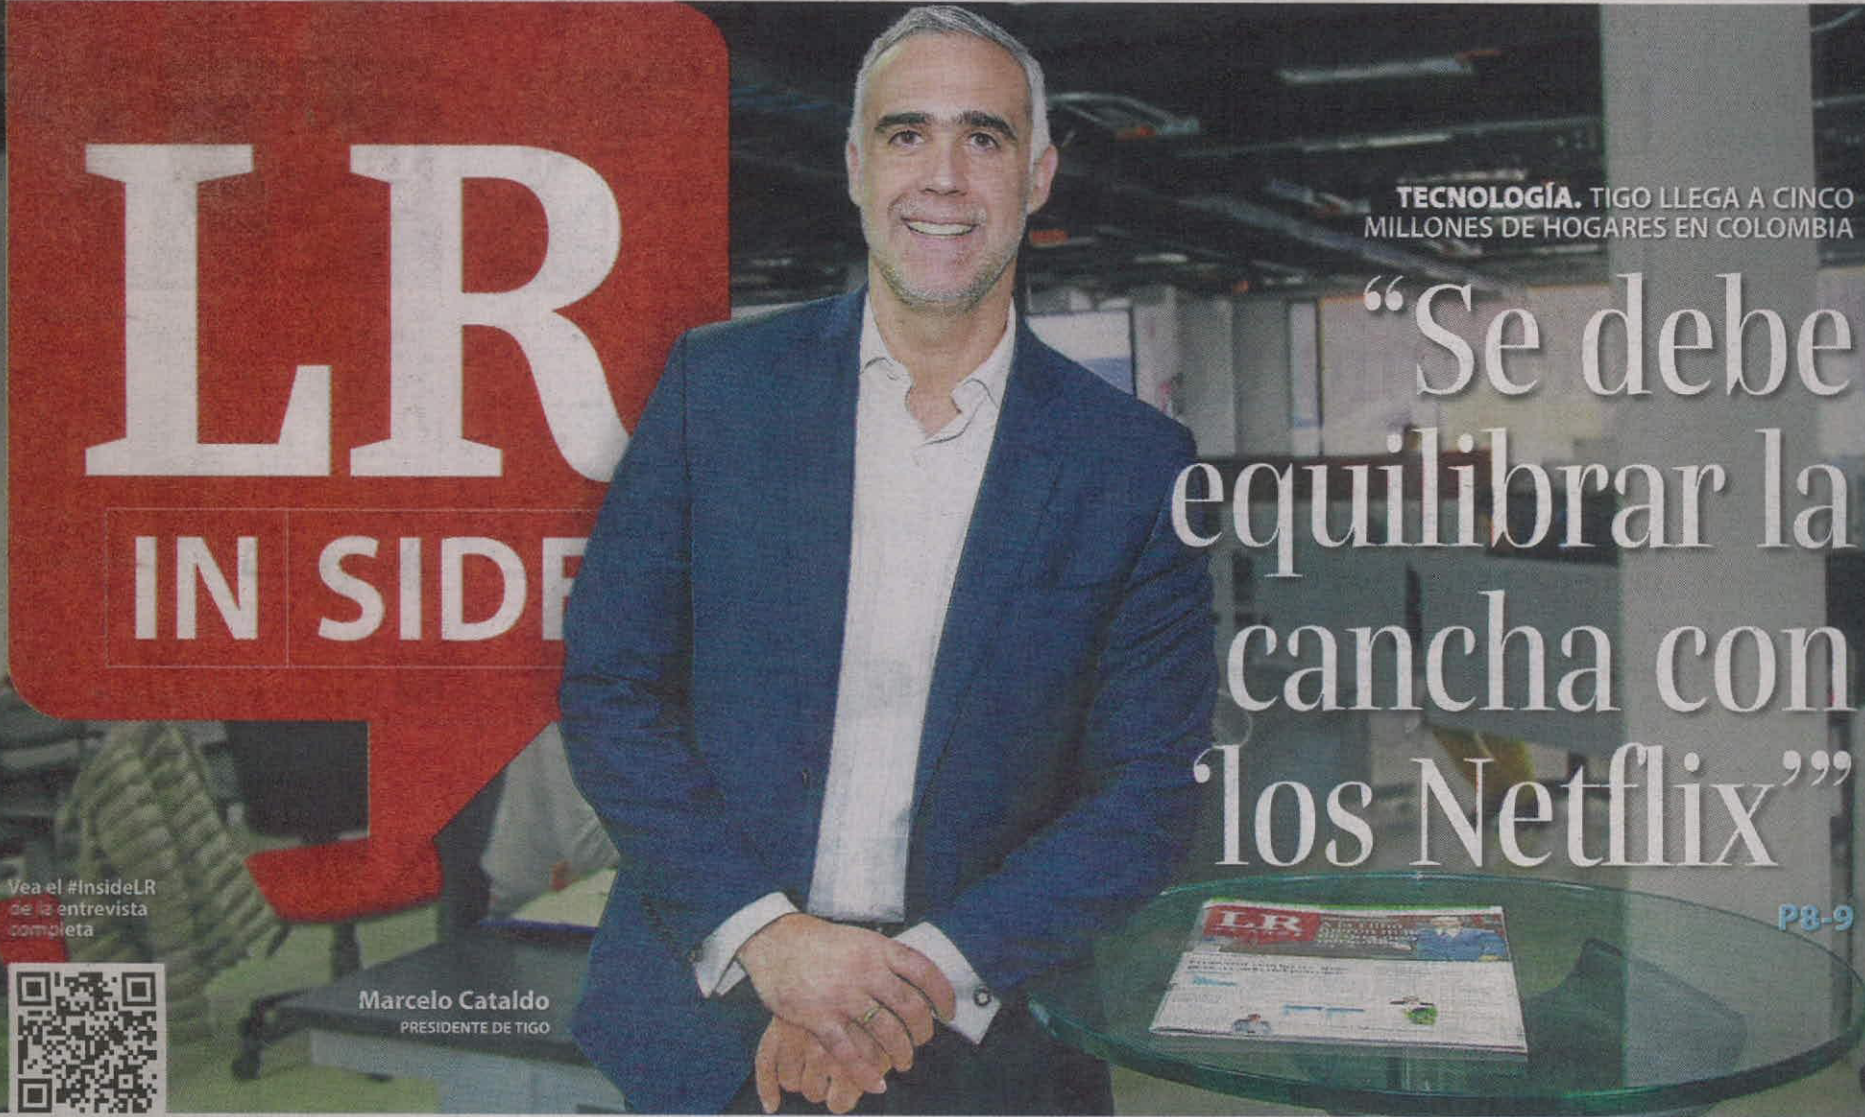 LR
IN SIDE
TECNOLOGÍA. TIGO LLEGA A CINCO
MILLONES DE HOGARES EN COLOMBIA
“Se debe
equilibrar la
cancha con
‘los Netflix’”
P8-9
Vea el #InsideLR
de la entrevista
completa
Marcelo Cataldo
PRESIDENTE DE TIGO
LR